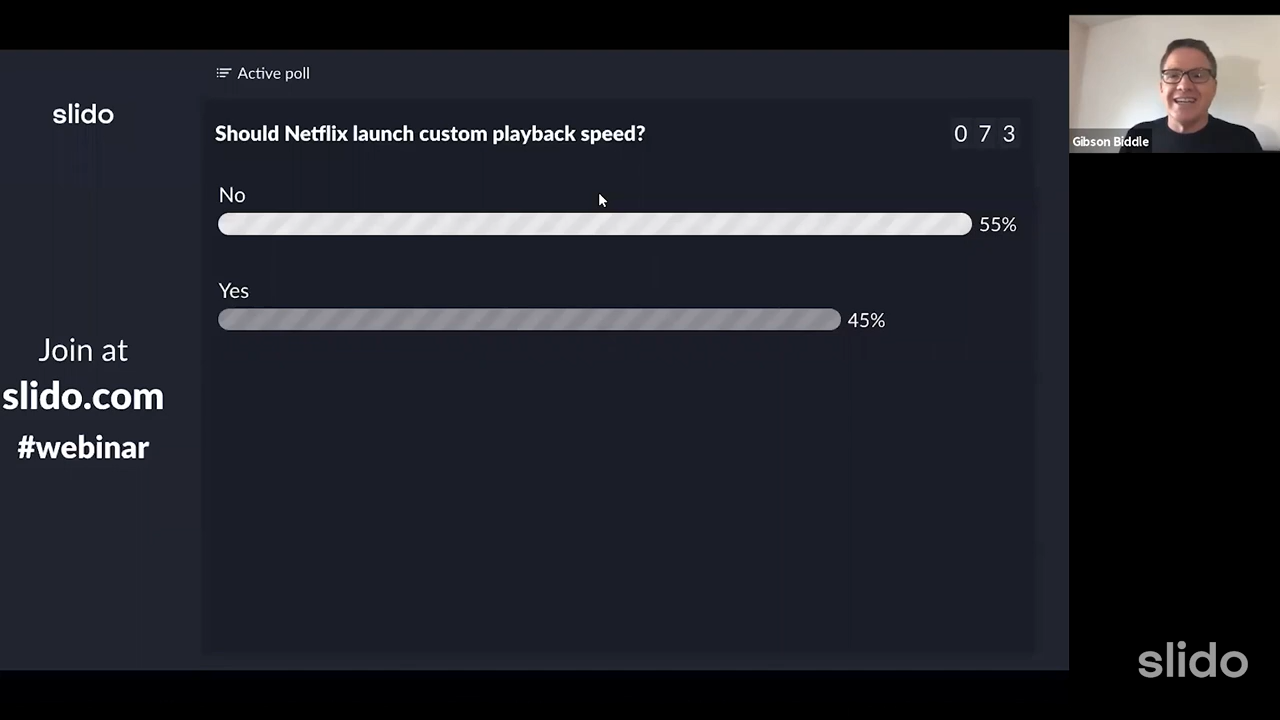 Active poll
slido
Should Netflix launch custom playback speed?
0 7 3
No
55%
Yes
45%
Join at
slido.com
#webinar
Gibson Biddle
slido